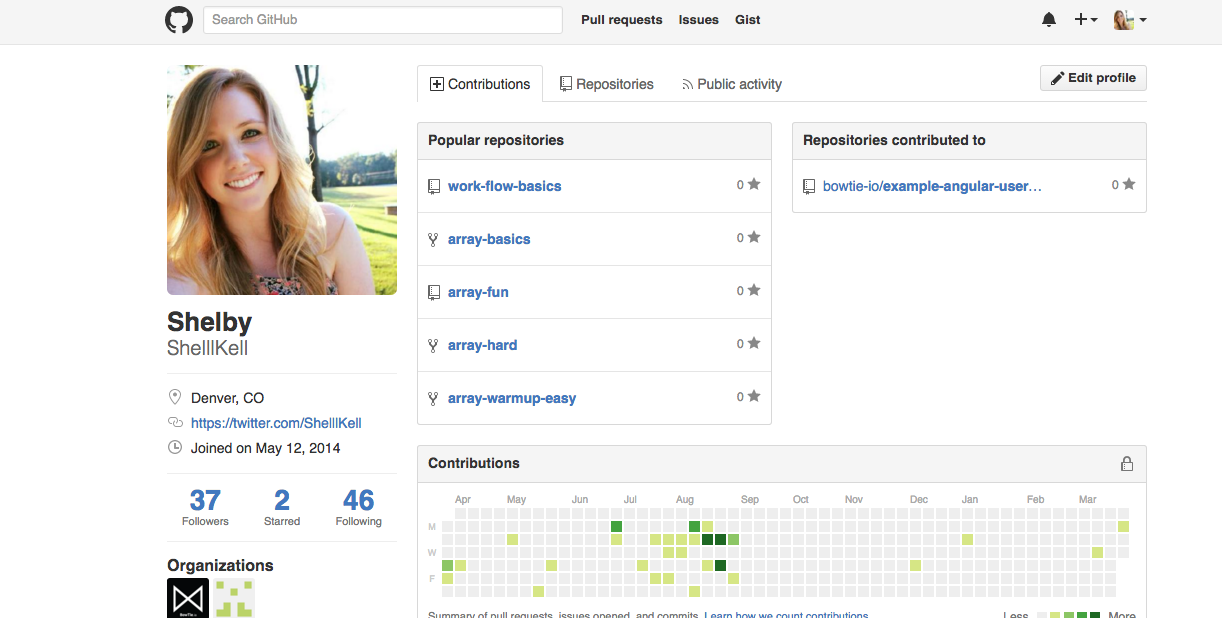 Search GitHub
Pull requests Issues Gist
Contributions Repositories Public activity
Edit profile
Shelby
ShelllKell
Denver, CO
https://twitter.com/ShelllKell
Joined on May 12, 2014
37 2 46
Followers Starred Following
Organizations
Popular repositories
work-flow-basics 0
array-basics 0
array-fun 0
array-hard 0
array-warmup-easy 0
Repositories contributed to
bowtie-io/example-angular-user… 0
Contributions
Apr May Jun Jul Aug Sep Oct Nov Dec Jan Feb Mar
M
W
F
Summary of pull requests, issues opened, and commits. Learn how we count contributions.
Less More